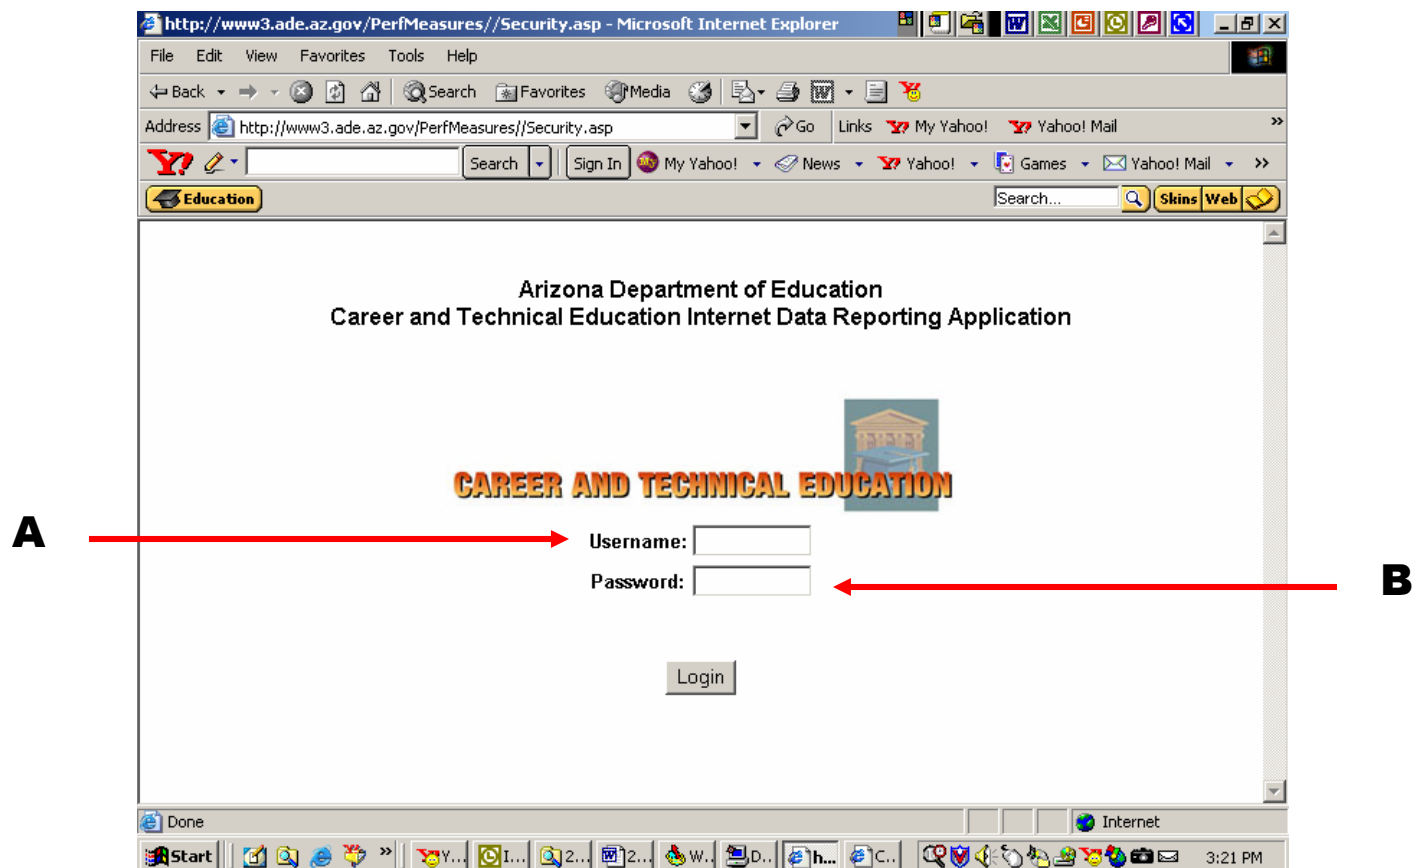 http://www3.ade.az.gov/PerfMeasures//Security.asp - Microsoft Internet Explorer
File Edit View Favorites Tools Help
Back Search Favorites Media
Address http://www3.ade.az.gov/PerfMeasures//Security.asp Go Links My Yahoo! Yahoo! Mail »
Y! Search Sign In My Yahoo! News Yahoo! Games Yahoo! Mail »
Education Search... Skins Web
Arizona Department of Education
Career and Technical Education Internet Data Reporting Application
CAREER AND TECHNICAL EDUCATION
A Username:
Password: B
Login
Done Internet
Start » Y... I... 2... 2... W.. D.. h... C.. 3:21 PM